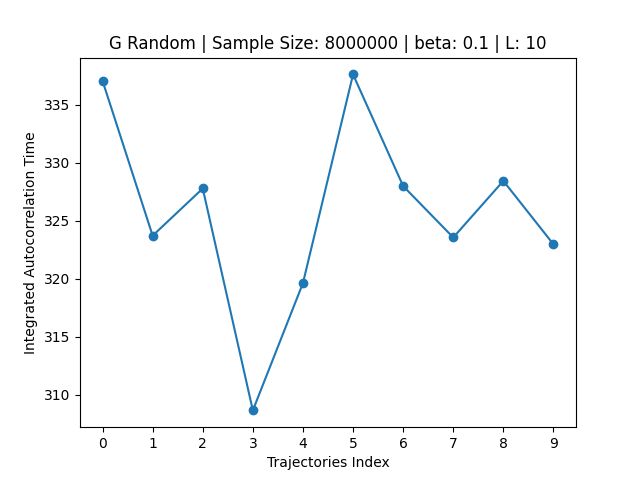 G Random | Sample Size: 8000000 | beta: 0.1 | L: 10
335
330
325
320
315
310
Integrated Autocorrelation Time
0 1 2 3 4 5 6 7 8 9
Trajectories Index